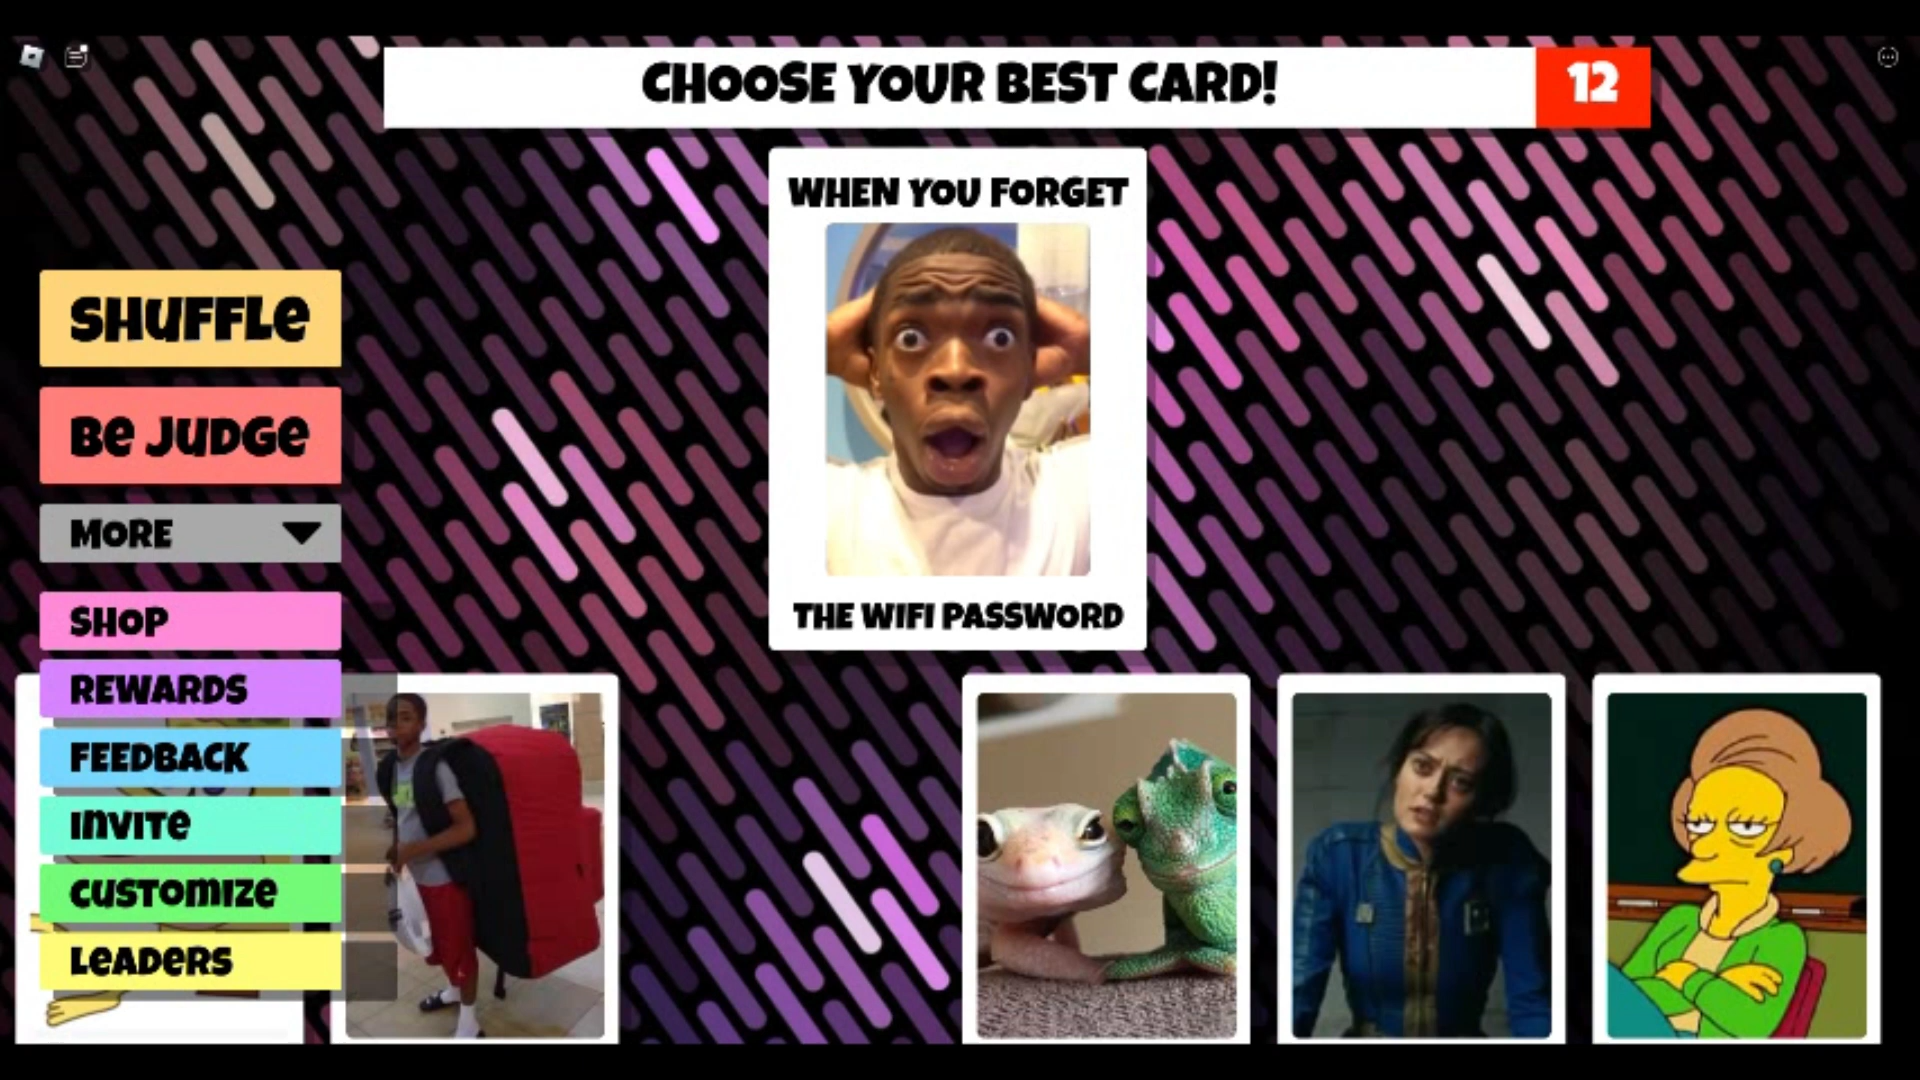 CHOOSE YOUR BEST CARD!
12
WHEN YOU FORGET
THE WIFI PASSWORD
SHUFFLE
BE JUDGE
MORE
SHOP
REWARDS
FEEDBACK
INVITE
CUSTOMIZE
LEADERS